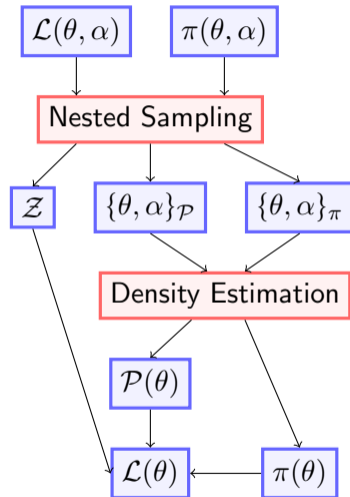 ℒ(θ, α) π(θ, α)
Nested Sampling
𝒵 {θ, α}_𝒫 {θ, α}_π
Density Estimation
𝒫(θ)
ℒ(θ) π(θ)